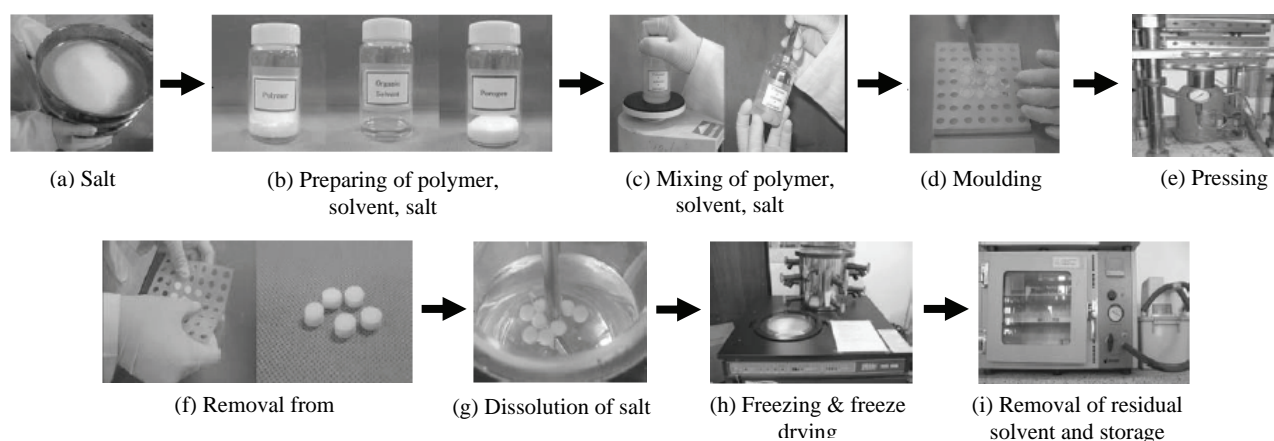 Polymer
Organic
Solvent
Porogen
(a) Salt
(b) Preparing of polymer,
solvent, salt
(c) Mixing of polymer,
solvent, salt
(d) Moulding
(e) Pressing
(f) Removal from
(g) Dissolution of salt
(h) Freezing & freeze
drying
(i) Removal of residual
solvent and storage